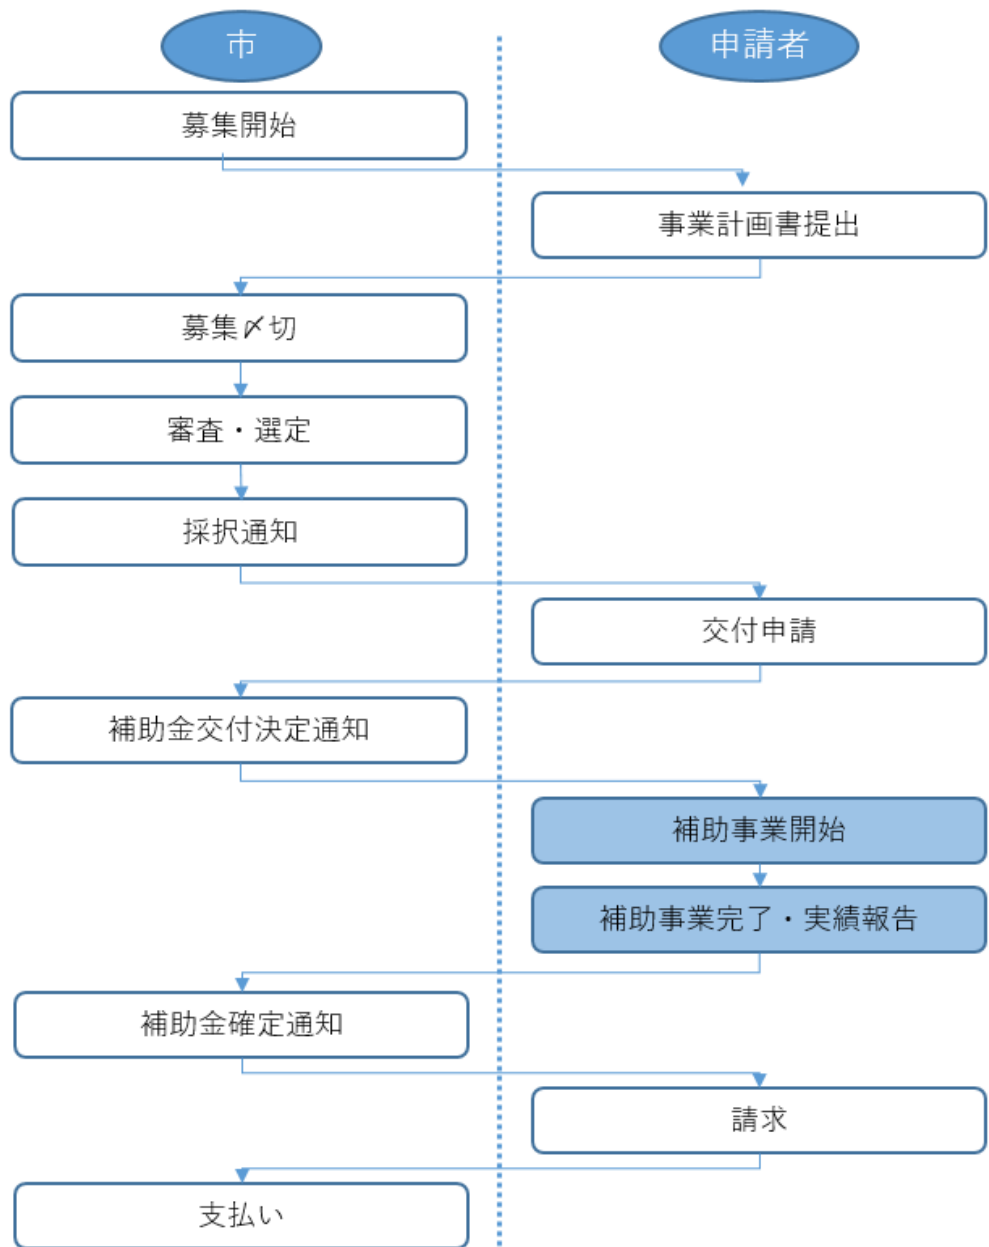 市
申請者
募集開始
事業計画書提出
募集〆切
審査・選定
採択通知
交付申請
補助金交付決定通知
補助事業開始
補助事業完了・実績報告
補助金確定通知
請求
支払い